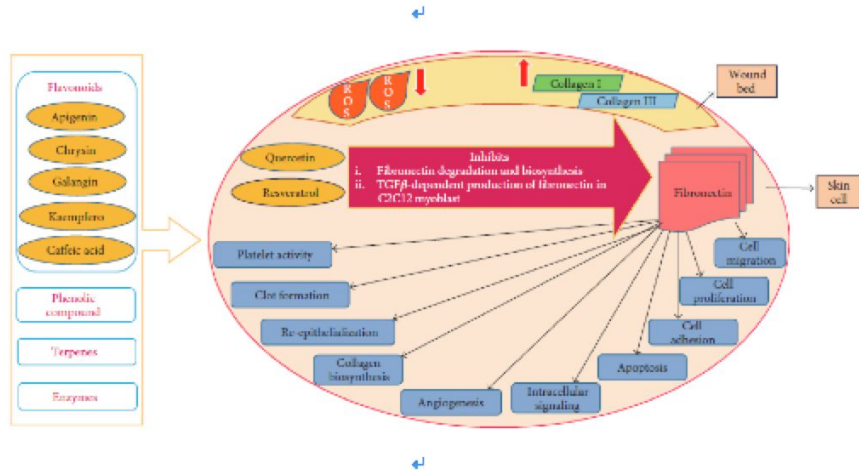 Flavonoids
Apigenin
Chrysin
Galangin
Kaemplero
Caffeic acid
Phenolic
compound
Terpenes
Enzymes
ROS
ROS
Collagen I
Collagen III
Wound
bed
Quercetin
Resveratrol
Inhibits
i. Fibronectin degradation and biosynthesis
ii. TGFβ-dependent production of fibronectin in
C2C12 myoblast
Fibronectin
Skin
cell
Platelet activity
Clot formation
Re-epithelialization
Collagen
biosynthesis
Angiogenesis
Intracellular
signaling
Apoptosis
Cell
adhesion
Cell
proliferation
Cell
migration